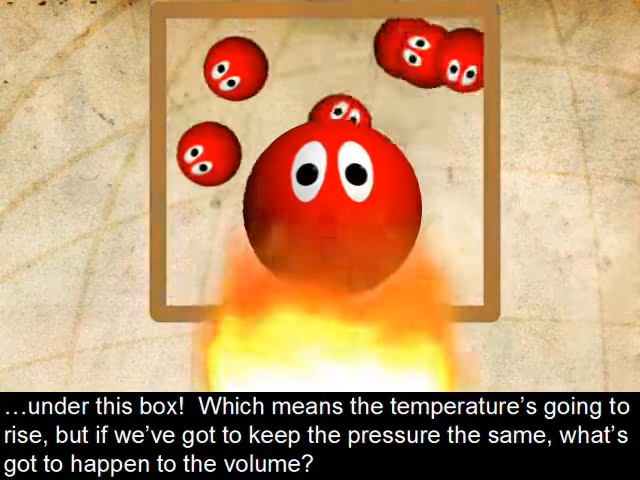 …under this box!  Which means the temperature’s going to
rise, but if we’ve got to keep the pressure the same, what’s
got to happen to the volume?